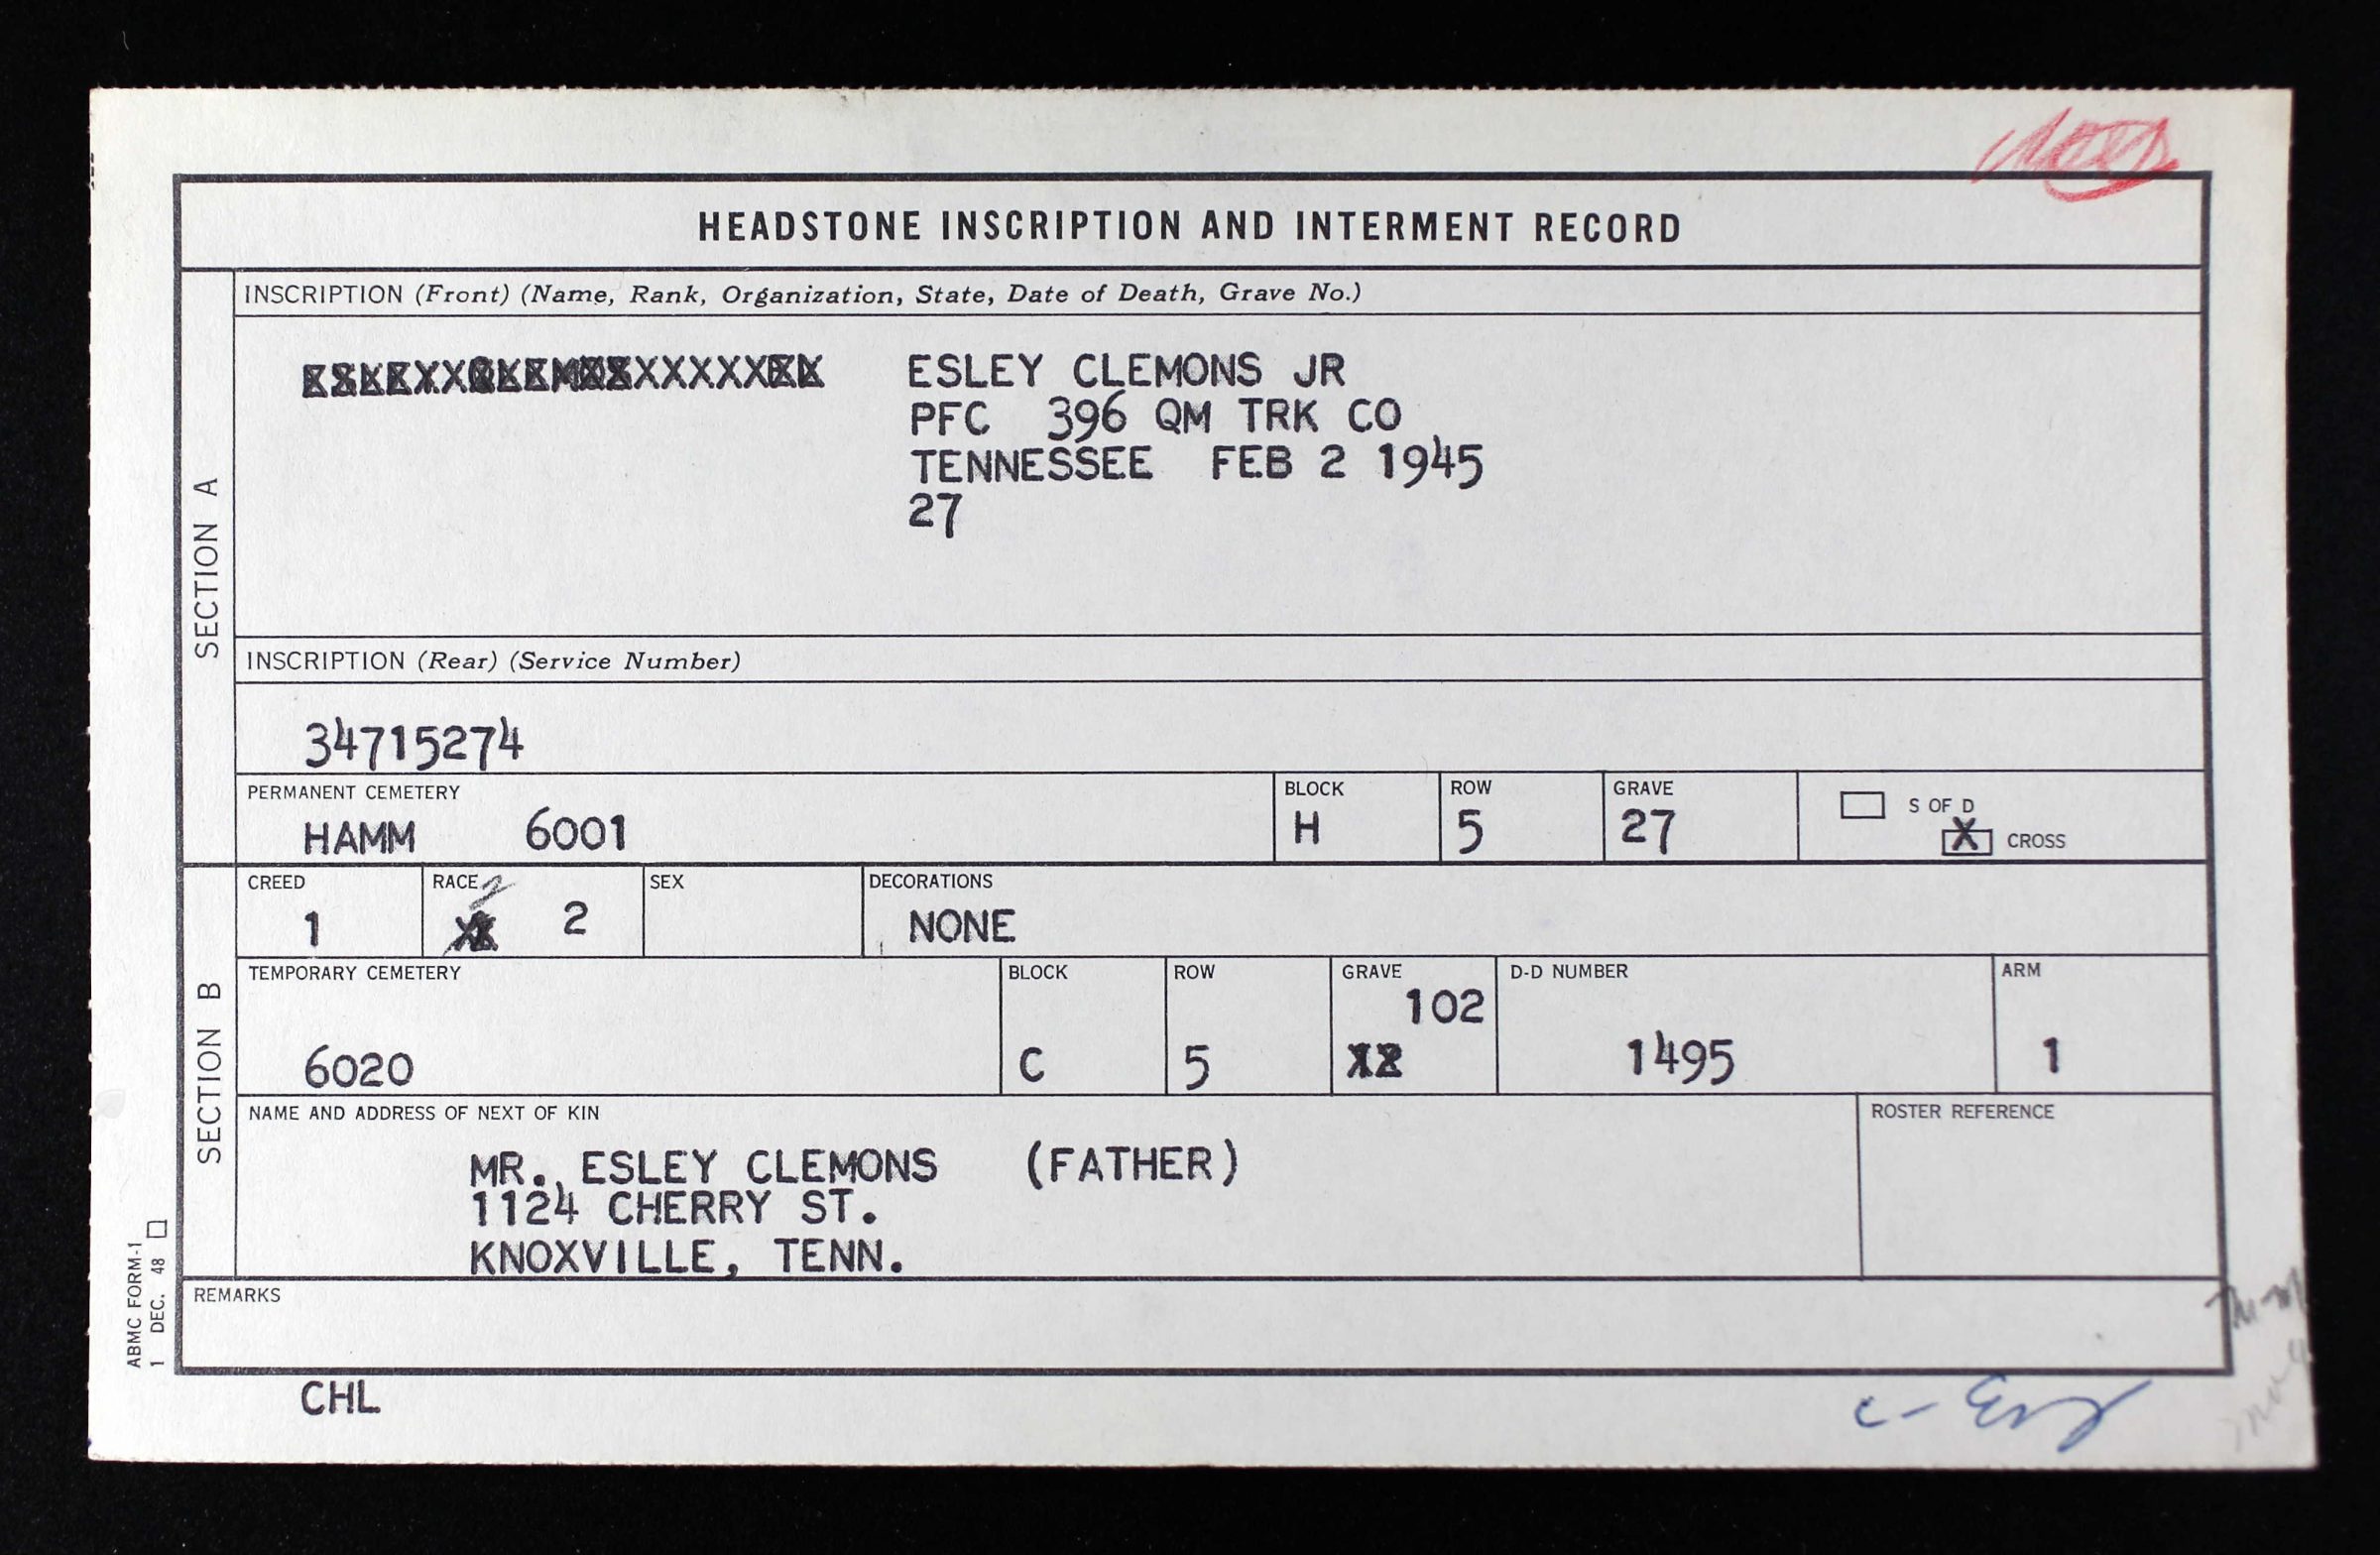 HEADSTONE INSCRIPTION AND INTERMENT RECORD
SECTION A
INSCRIPTION (Front) (Name, Rank, Organization, State, Date of Death, Grave No.)
ESLEY CLEMONS JR
PFC 396 QM TRK CO
TENNESSEE FEB 2 1945
27
INSCRIPTION (Rear) (Service Number)
34715274
PERMANENT CEMETERY
HAMM 6001
BLOCK
H
ROW
5
GRAVE
27
S OF D
X CROSS
SECTION B
CREED
1
RACE 2
2
SEX
DECORATIONS
NONE
TEMPORARY CEMETERY
6020
BLOCK
C
ROW
5
GRAVE
102
D-D NUMBER
1495
ARM
1
NAME AND ADDRESS OF NEXT OF KIN
MR. ESLEY CLEMONS (FATHER)
1124 CHERRY ST.
KNOXVILLE, TENN.
ROSTER REFERENCE
REMARKS
ABMC FORM-1
1 DEC. 48
CHL